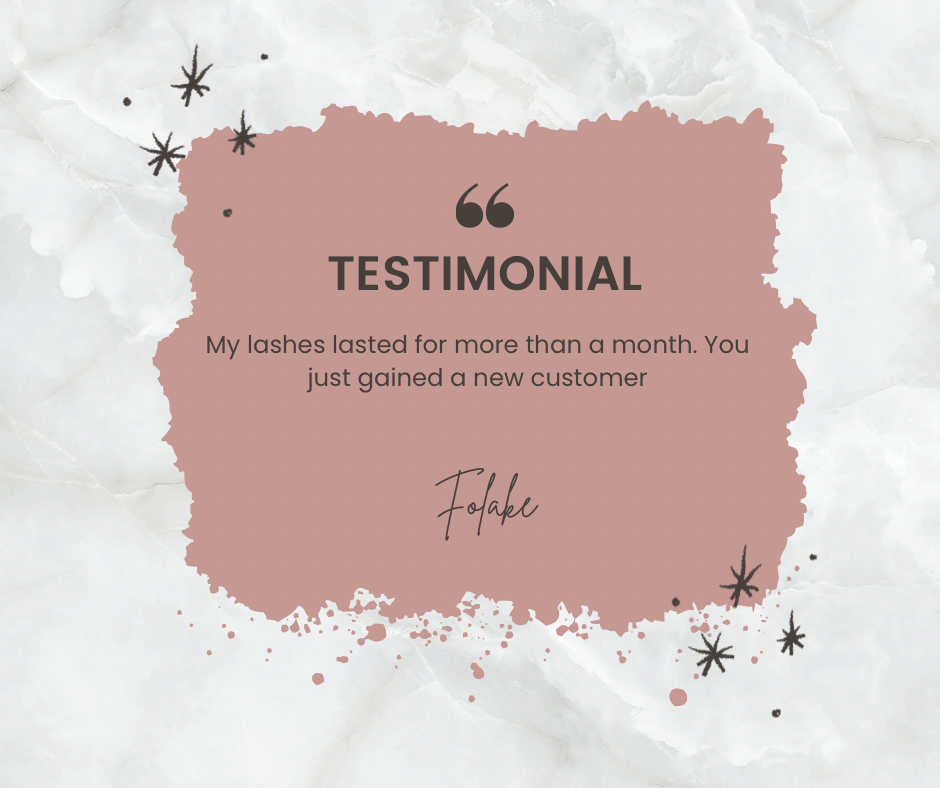 “
TESTIMONIAL
My lashes lasted for more than a month. You
just gained a new customer
Folake